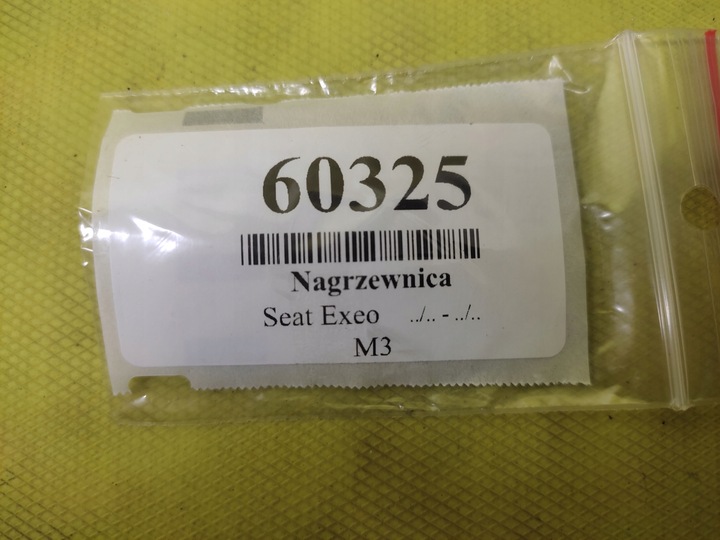 60325
Nagrzewnica
Seat Exeo ../.. - ../..
M3